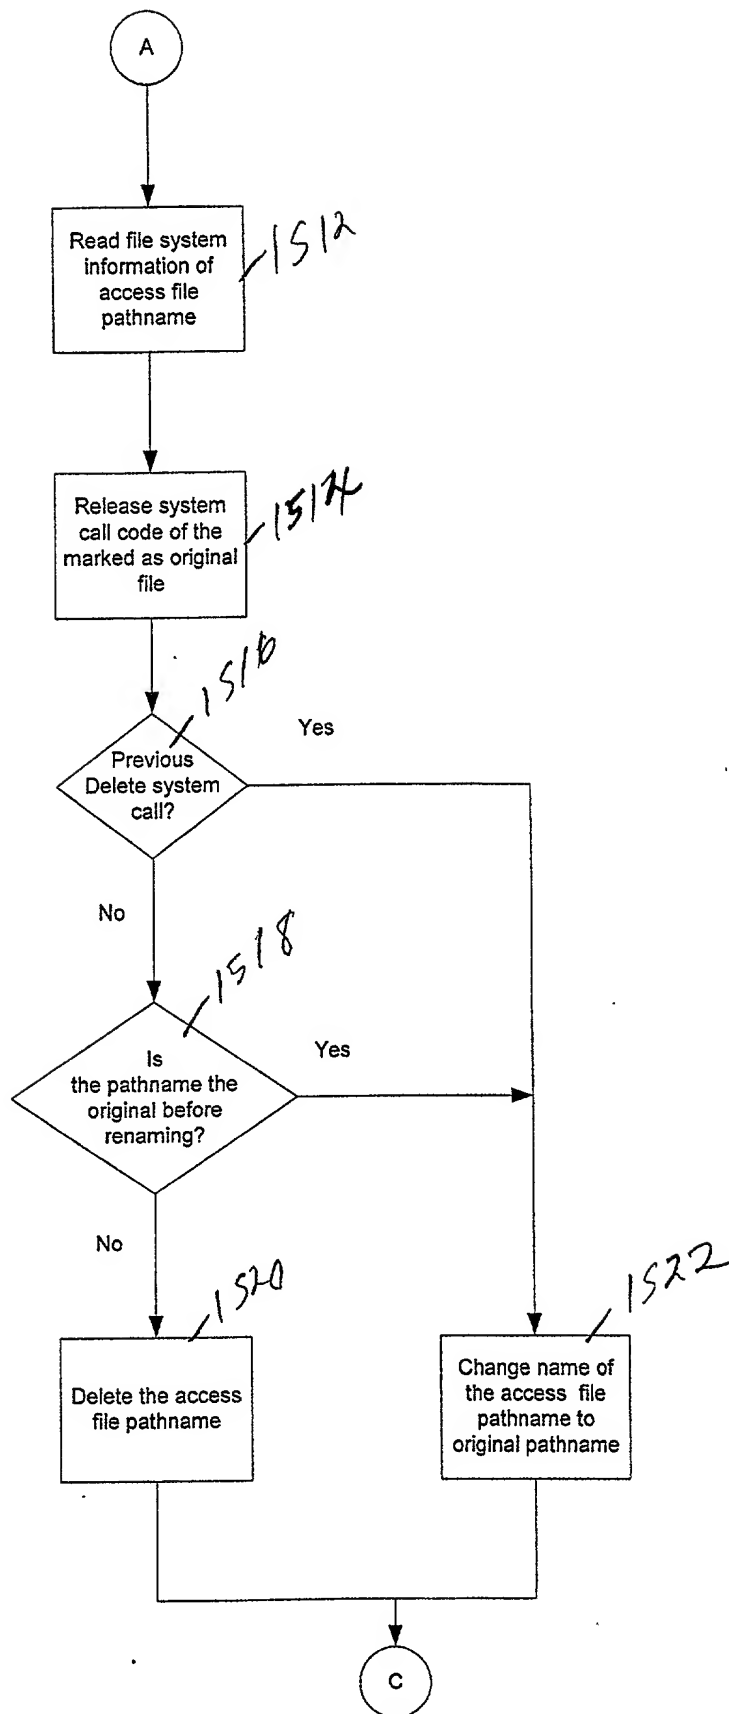 A
Read file system
information of
access file
pathname
1512
Release system
call code of the
marked as original
file
1514
1516
Previous
Delete system
call?
Yes
No
1518
Is
the pathname the
original before
renaming?
Yes
No
1520
Delete the access
file pathname
1522
Change name of
the access file
pathname to
original pathname
C